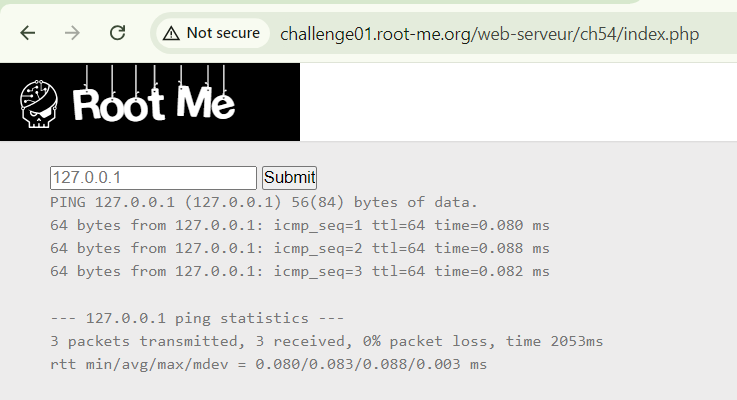 Not secure
challenge01.root-me.org/web-serveur/ch54/index.php
Root Me
127.0.0.1 Submit
PING 127.0.0.1 (127.0.0.1) 56(84) bytes of data.
64 bytes from 127.0.0.1: icmp_seq=1 ttl=64 time=0.080 ms
64 bytes from 127.0.0.1: icmp_seq=2 ttl=64 time=0.088 ms
64 bytes from 127.0.0.1: icmp_seq=3 ttl=64 time=0.082 ms
--- 127.0.0.1 ping statistics ---
3 packets transmitted, 3 received, 0% packet loss, time 2053ms
rtt min/avg/max/mdev = 0.080/0.083/0.088/0.003 ms